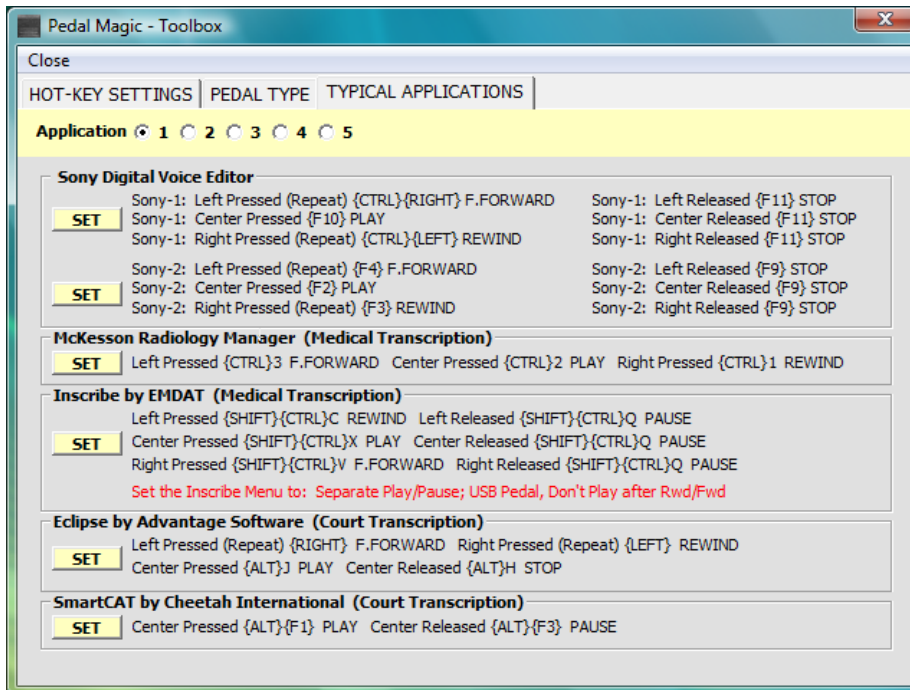 Pedal Magic - Toolbox
Close
HOT-KEY SETTINGS PEDAL TYPE TYPICAL APPLICATIONS
Application 1 2 3 4 5
Sony Digital Voice Editor
Sony-1: Left Pressed (Repeat) {CTRL}{RIGHT} F.FORWARD Sony-1: Left Released {F11} STOP
SET Sony-1: Center Pressed {F10} PLAY Sony-1: Center Released {F11} STOP
Sony-1: Right Pressed (Repeat) {CTRL}{LEFT} REWIND Sony-1: Right Released {F11} STOP
Sony-2: Left Pressed (Repeat) {F4} F.FORWARD Sony-2: Left Released {F9} STOP
SET Sony-2: Center Pressed {F2} PLAY Sony-2: Center Released {F9} STOP
Sony-2: Right Pressed (Repeat) {F3} REWIND Sony-2: Right Released {F9} STOP
McKesson Radiology Manager (Medical Transcription)
SET Left Pressed {CTRL}3 F.FORWARD Center Pressed {CTRL}2 PLAY Right Pressed {CTRL}1 REWIND
Inscribe by EMDAT (Medical Transcription)
Left Pressed {SHIFT}{CTRL}C REWIND Left Released {SHIFT}{CTRL}Q PAUSE
SET Center Pressed {SHIFT}{CTRL}X PLAY Center Released {SHIFT}{CTRL}Q PAUSE
Right Pressed {SHIFT}{CTRL}V F.FORWARD Right Released {SHIFT}{CTRL}Q PAUSE
Set the Inscribe Menu to: Separate Play/Pause; USB Pedal, Don't Play after Rwd/Fwd
Eclipse by Advantage Software (Court Transcription)
Left Pressed (Repeat) {RIGHT} F.FORWARD Right Pressed (Repeat) {LEFT} REWIND
SET Center Pressed {ALT}J PLAY Center Released {ALT}H STOP
SmartCAT by Cheetah International (Court Transcription)
SET Center Pressed {ALT}{F1} PLAY Center Released {ALT}{F3} PAUSE